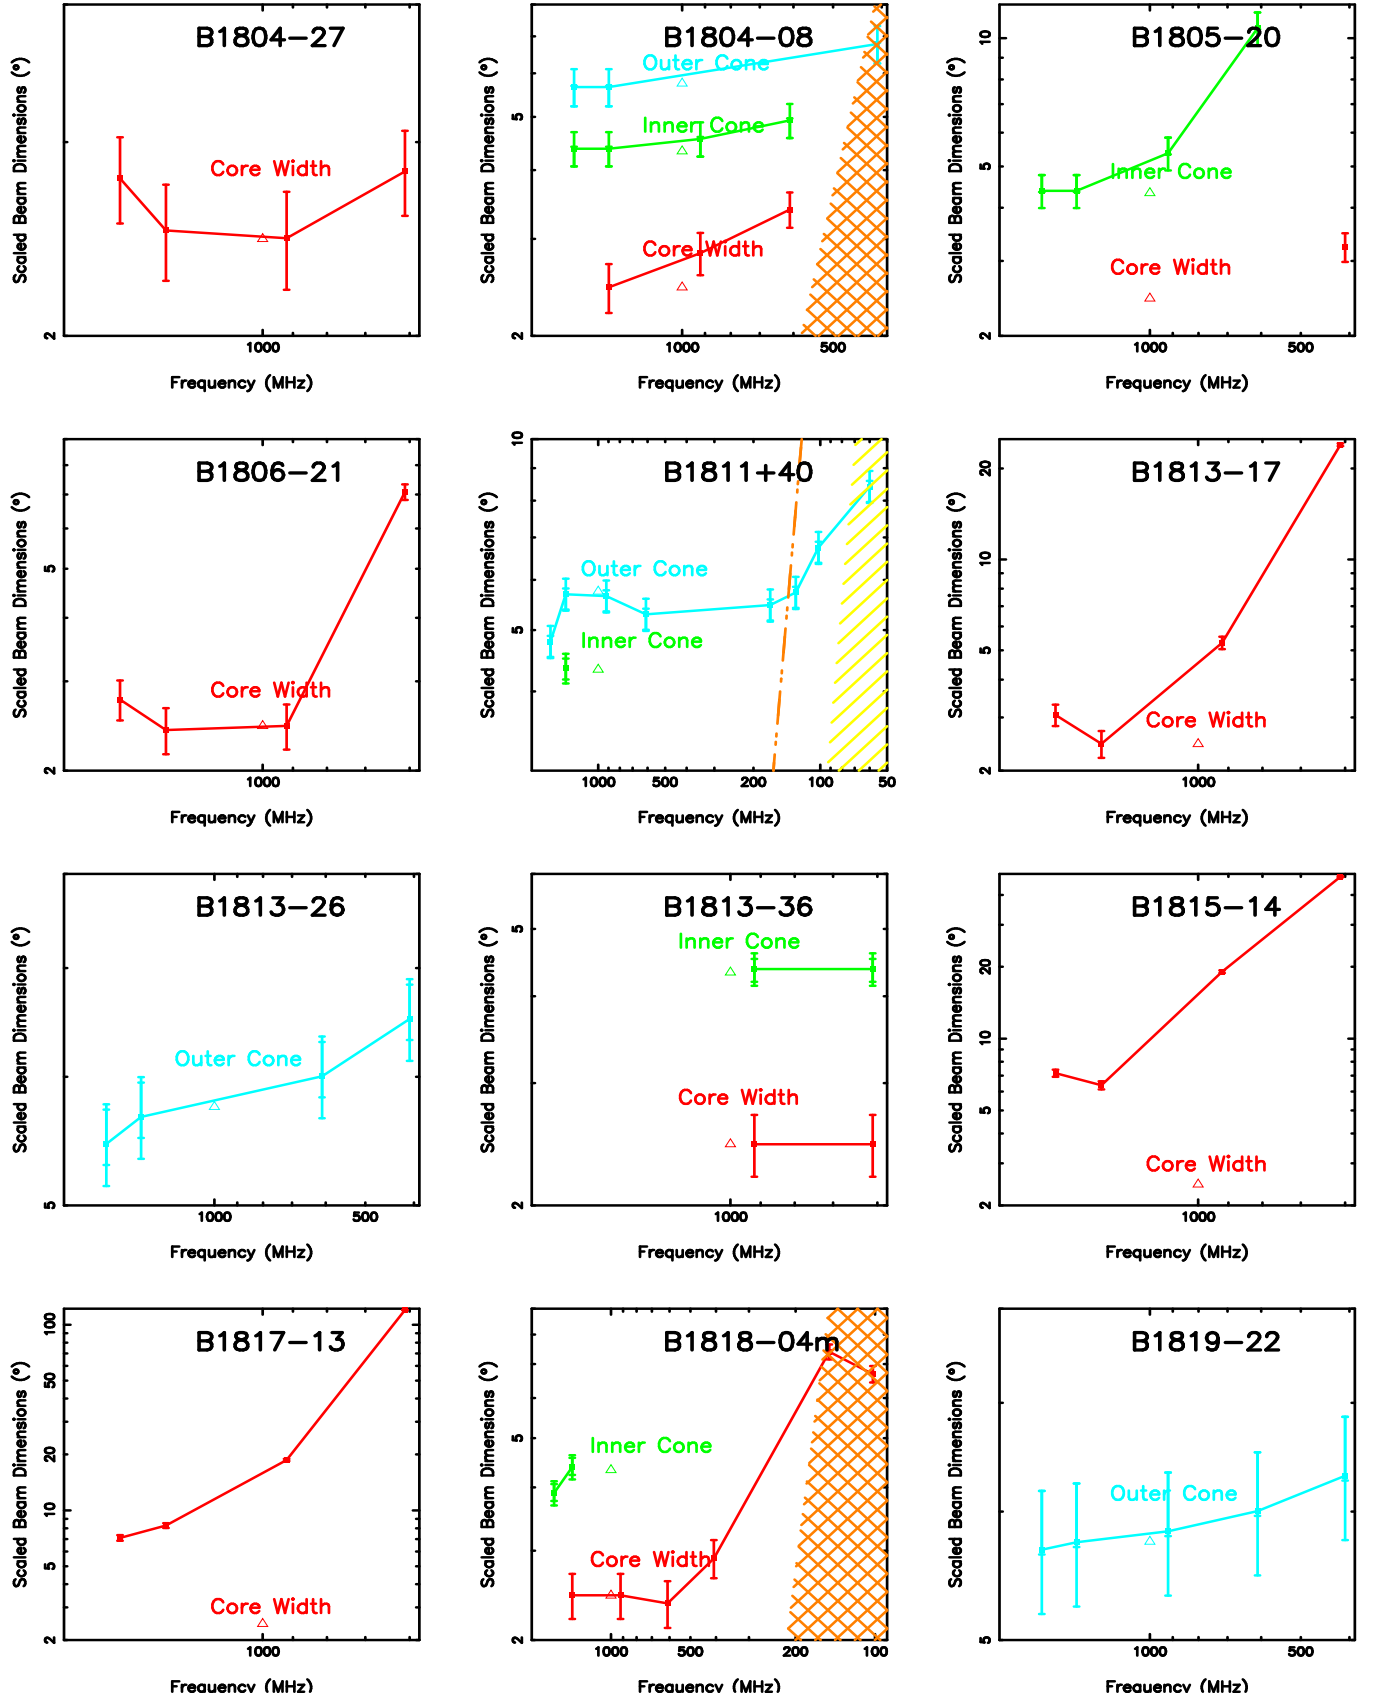 B1804−27
Scaled Beam Dimensions (°)
Core Width
2
1000
Frequency (MHz)
B1804−08
Scaled Beam Dimensions (°)
Outer Cone
5
Inner Cone
Core Width
2
1000 500
Frequency (MHz)
B1805−20
Scaled Beam Dimensions (°)
10
5
Inner Cone
Core Width
2
1000 500
Frequency (MHz)
B1806−21
Scaled Beam Dimensions (°)
5
Core Width
2
1000
Frequency (MHz)
B1811+40
Scaled Beam Dimensions (°)
10
Outer Cone
5
Inner Cone
1000 500 200 100 50
Frequency (MHz)
B1813−17
Scaled Beam Dimensions (°)
20
10
5
Core Width
2
1000
Frequency (MHz)
B1813−26
Scaled Beam Dimensions (°)
Outer Cone
5
1000 500
Frequency (MHz)
B1813−36
Scaled Beam Dimensions (°)
5
Inner Cone
Core Width
2
1000
Frequency (MHz)
B1815−14
Scaled Beam Dimensions (°)
20
10
5
Core Width
2
1000
Frequency (MHz)
B1817−13
Scaled Beam Dimensions (°)
100
50
20
10
5
Core Width
2
1000
Frequency (MHz)
B1818−04m
Scaled Beam Dimensions (°)
5
Inner Cone
Core Width
2
1000 500 200 100
Frequency (MHz)
B1819−22
Scaled Beam Dimensions (°)
Outer Cone
5
1000 500
Frequency (MHz)